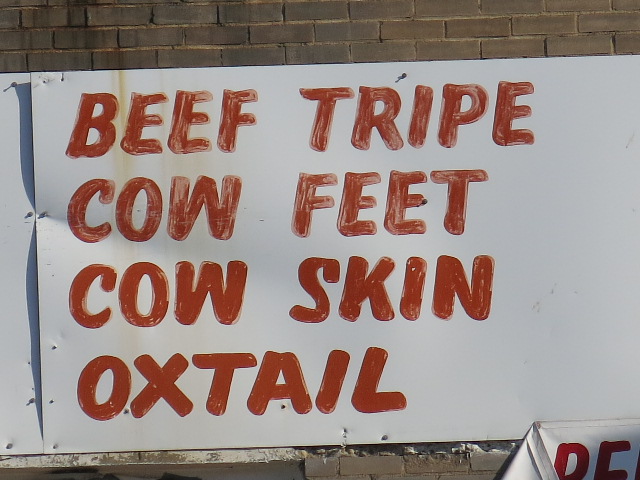 BEEF TRIPE
COW FEET
COW SKIN
OXTAIL